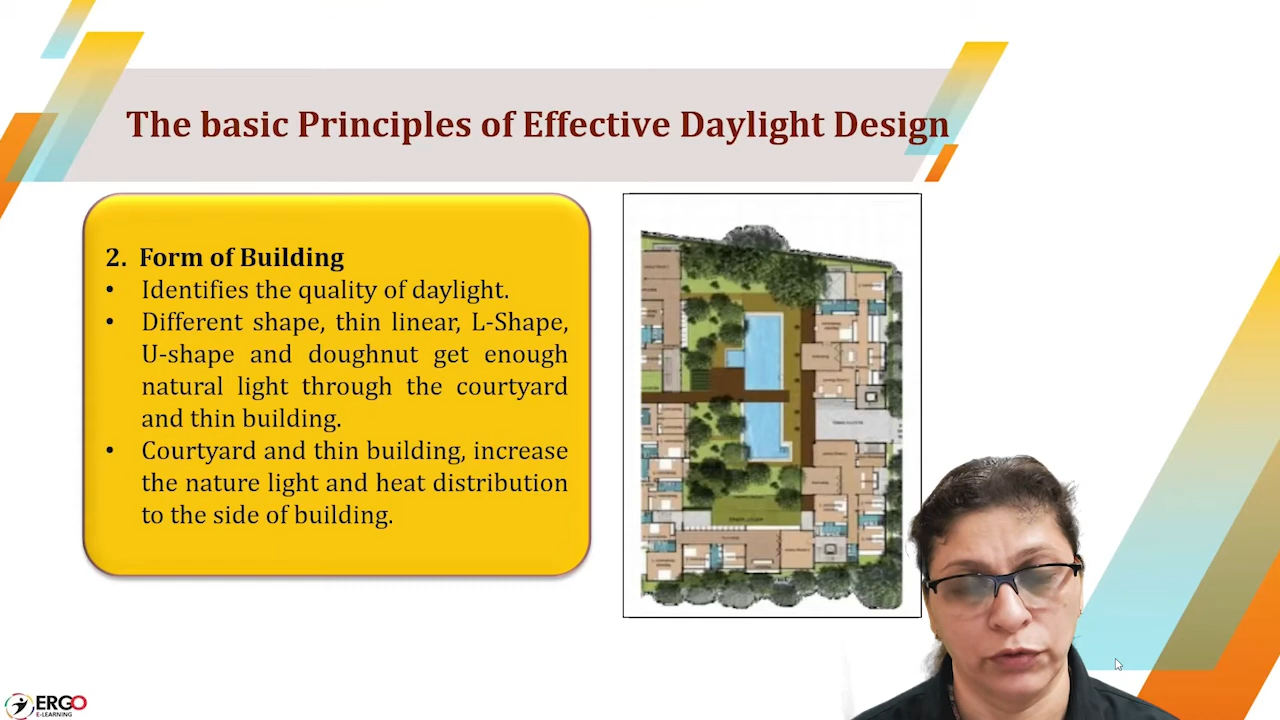 The basic Principles of Effective Daylight Design
2. Form of Building
• Identifies the quality of daylight.
• Different shape, thin linear, L-Shape,
U-shape and doughnut get enough
natural light through the courtyard
and thin building.
• Courtyard and thin building, increase
the nature light and heat distribution
to the side of building.
ERGO
E-LEARNING